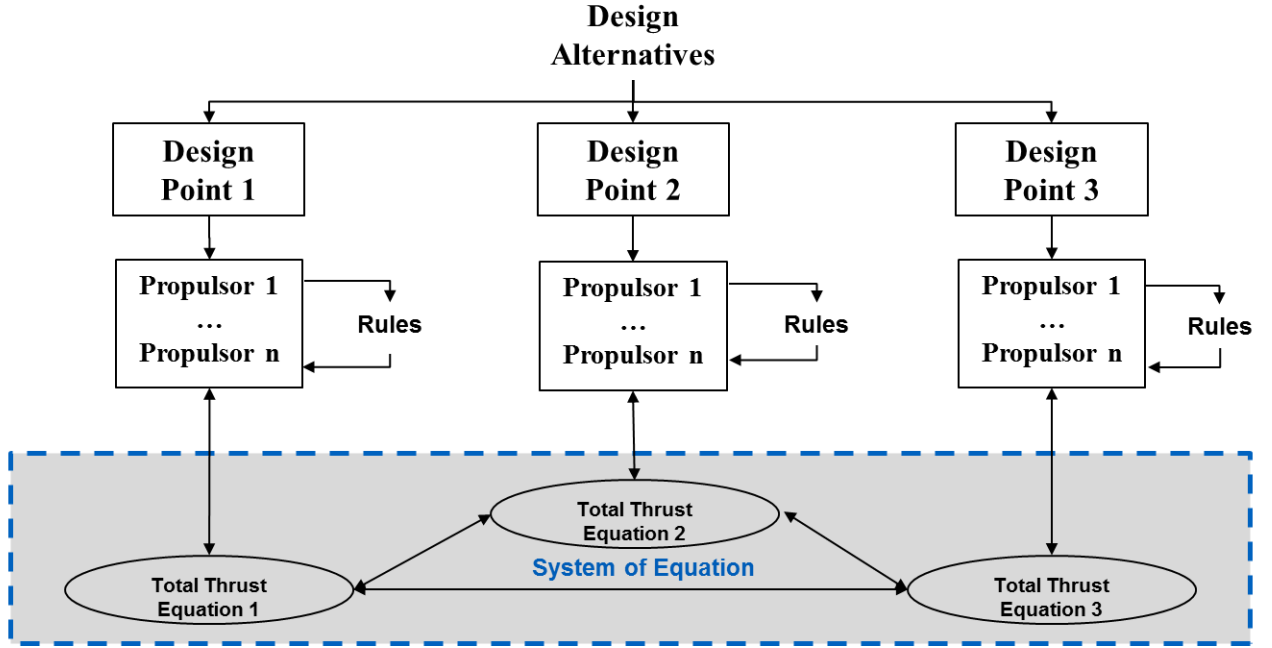 Design
Alternatives
Design
Point 1
Design
Point 2
Design
Point 3
Propulsor 1
...
Propulsor n
Rules
Propulsor 1
...
Propulsor n
Rules
Propulsor 1
...
Propulsor n
Rules
Total Thrust
Equation 2
System of Equation
Total Thrust
Equation 1
Total Thrust
Equation 3